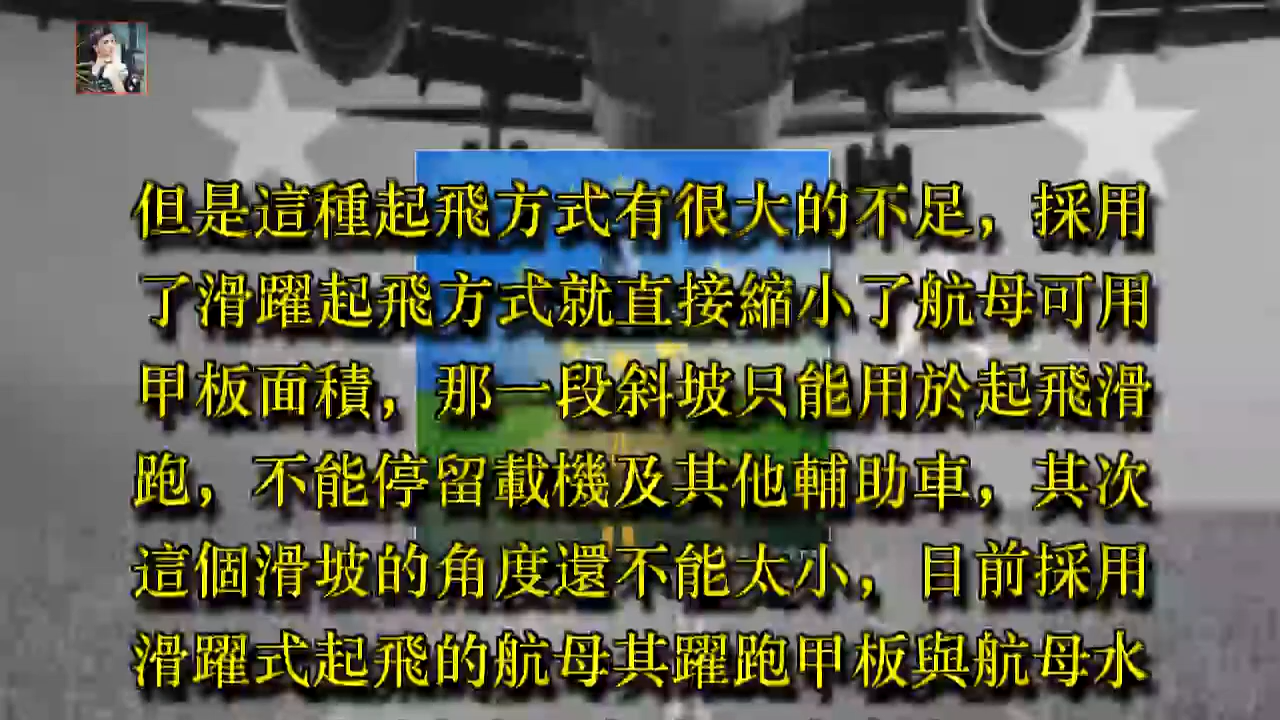 但是這種起飛方式有很大的不足，採用
了滑躍起飛方式就直接縮小了航母可用
甲板面積，那一段斜坡只能用於起飛滑
跑，不能停留載機及其他輔助車，其次
這個滑坡的角度還不能太小，目前採用
滑躍式起飛的航母其躍跑甲板與航母水